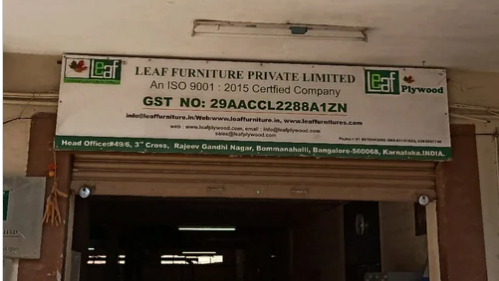 Leaf
LEAF FURNITURE PRIVATE LIMITED
An ISO 9001 : 2015 Certfied Company
Leaf Plywood
GST NO: 29AACCL2288A1ZN
info@leaffurniture.in/Web:www.leaffurniture.in, www.leaffurnitures.com
web : www.leafplywood.com, email : info@leafplywood.com
sales@leafplywood.com
Head Office:#49/6, 3rd Cross, Rajeev Gandhi Nagar, Bommanahalli, Bangalore-560068, Karnataka.INDIA.